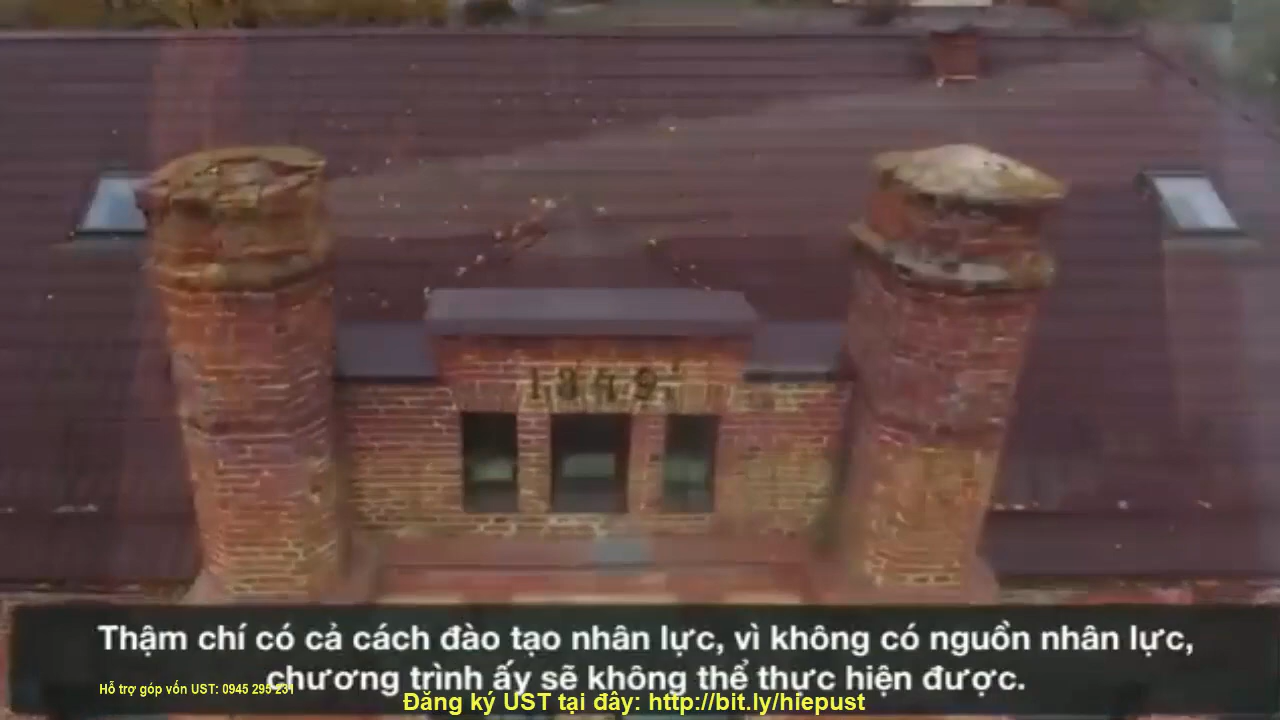 1849.
Thậm chí có cả cách đào tạo nhân lực, vì không có nguồn nhân lực,
chương trình ấy sẽ không thể thực hiện được.
Hỗ trợ góp vốn UST: 0945 295 231
Đăng ký UST tại đây: http://bit.ly/hiepust